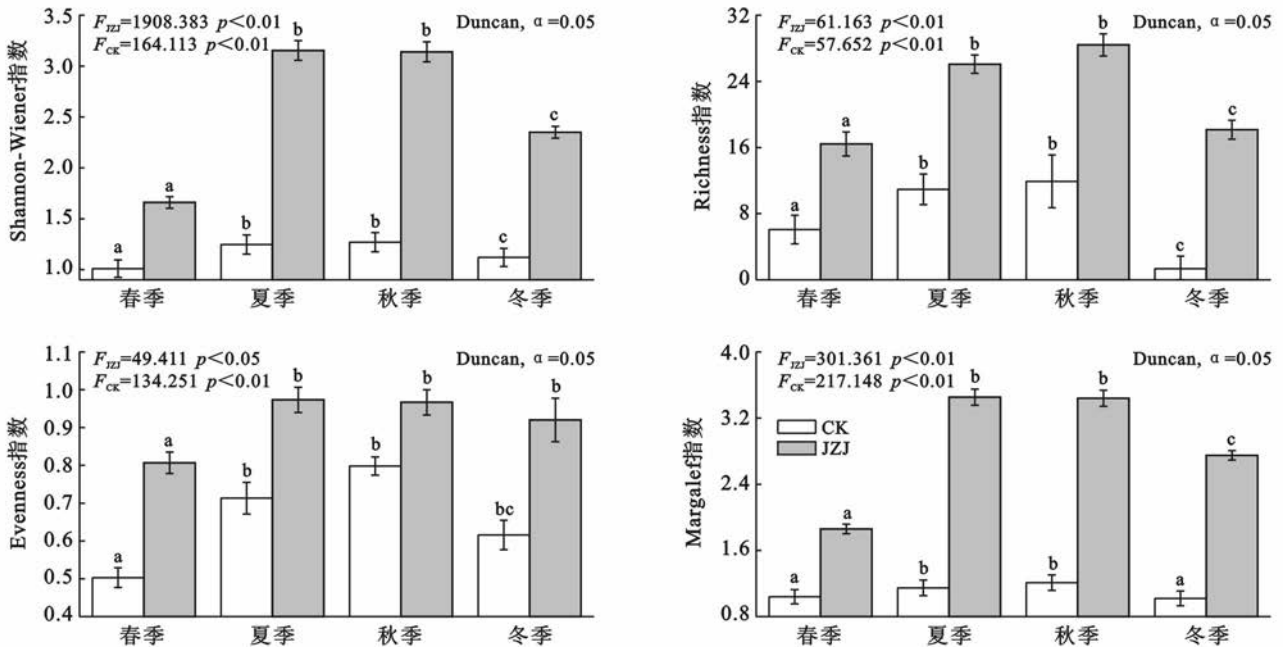 F_JZJ=1908.383 p<0.01
F_CK=164.113 p<0.01
Duncan, α=0.05
Shannon-Wiener指数
3.5
3.0
2.5
2.0
1.5
1.0
a
a
b
b
b
b
c
c
春季
夏季
秋季
冬季
F_JZJ=61.163 p<0.01
F_CK=57.652 p<0.01
Duncan, α=0.05
Richness指数
32
24
16
8
0
a
a
b
b
b
b
c
c
春季
夏季
秋季
冬季
F_JZJ=49.411 p<0.05
F_CK=134.251 p<0.01
Duncan, α=0.05
Evenness指数
1.1
1.0
0.9
0.8
0.7
0.6
0.5
0.4
a
a
b
b
b
b
bc
b
春季
夏季
秋季
冬季
F_JZJ=301.361 p<0.01
F_CK=217.148 p<0.01
Duncan, α=0.05
CK
JZJ
Margalef指数
4.0
3.2
2.4
1.6
0.8
a
a
b
b
b
b
a
c
春季
夏季
秋季
冬季